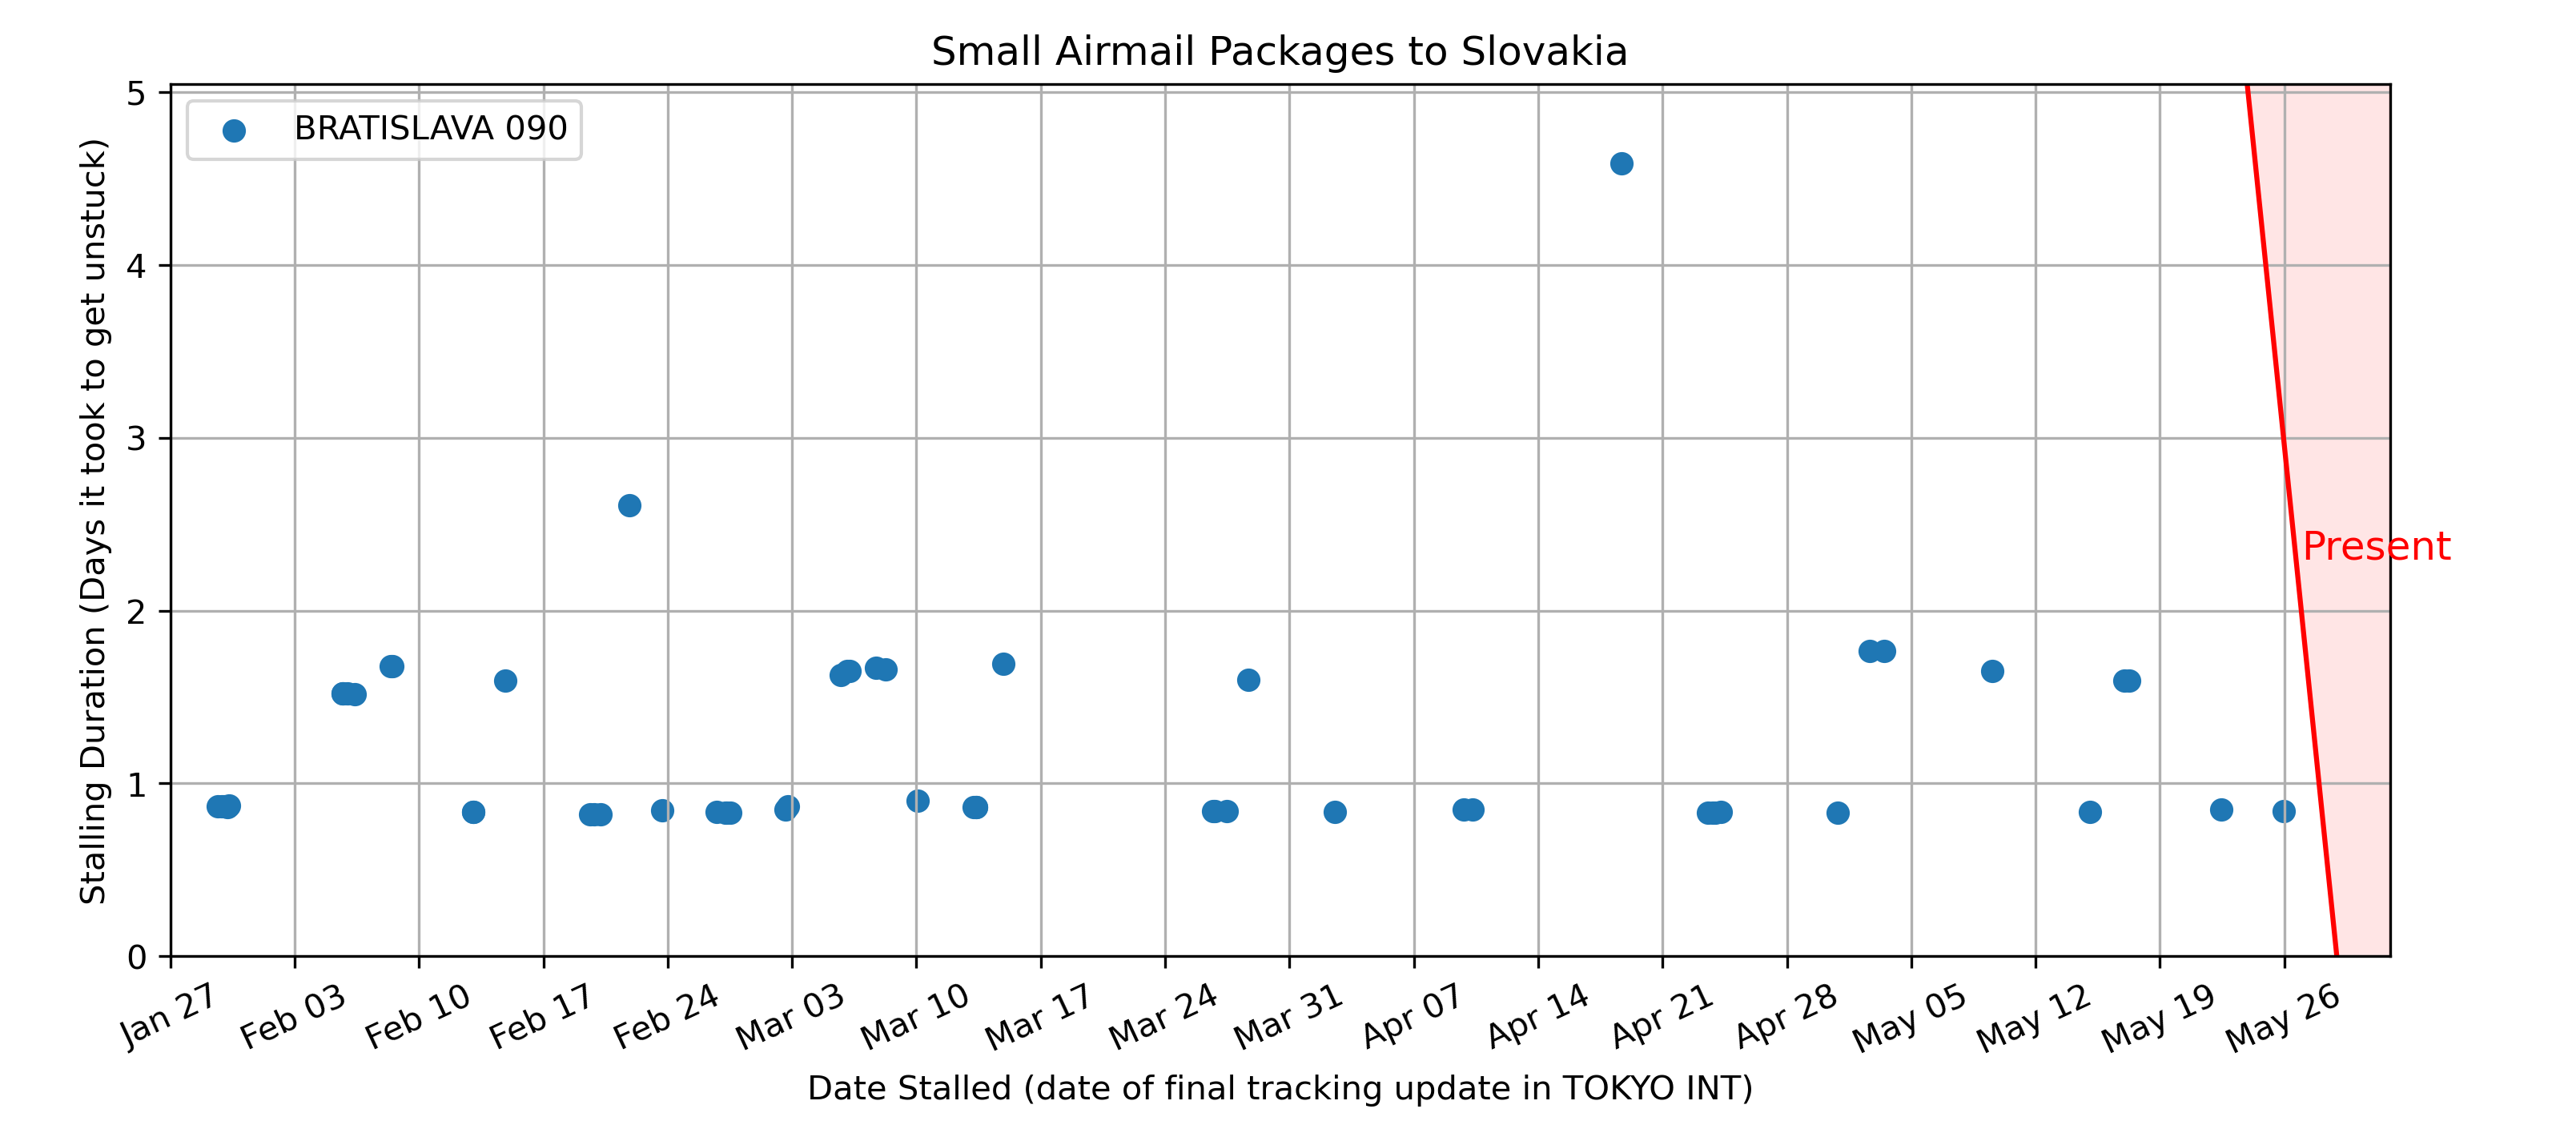 Small Airmail Packages to Slovakia
BRATISLAVA 090
Stalling Duration (Days it took to get unstuck)
5
4
3
2
1
0
Present
Jan 27
Feb 03
Feb 10
Feb 17
Feb 24
Mar 03
Mar 10
Mar 17
Mar 24
Mar 31
Apr 07
Apr 14
Apr 21
Apr 28
May 05
May 12
May 19
May 26
Date Stalled (date of final tracking update in TOKYO INT)